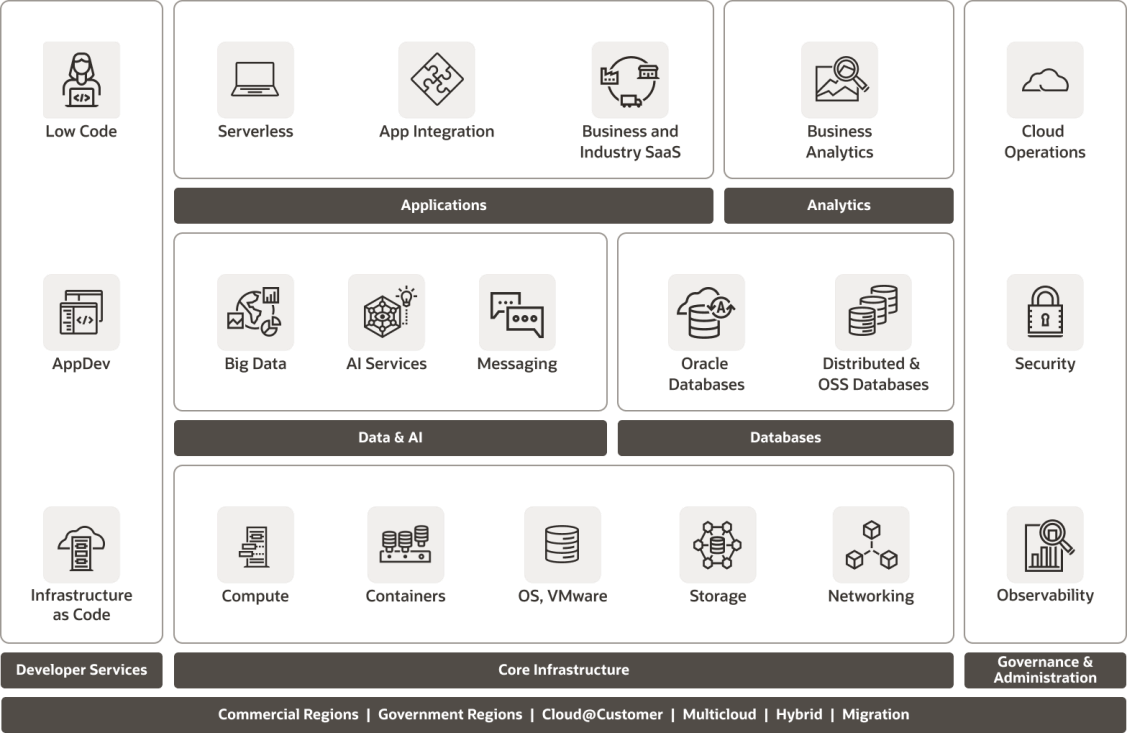 Low Code
AppDev
Infrastructure
as Code
Developer Services
Serverless
App Integration
Business and
Industry SaaS
Applications
Business
Analytics
Analytics
Big Data
AI Services
Messaging
Data & AI
Oracle
Databases
Distributed &
OSS Databases
Databases
Compute
Containers
OS, VMware
Storage
Networking
Core Infrastructure
Cloud
Operations
Security
Observability
Governance &
Administration
Commercial Regions | Government Regions | Cloud@Customer | Multicloud | Hybrid | Migration